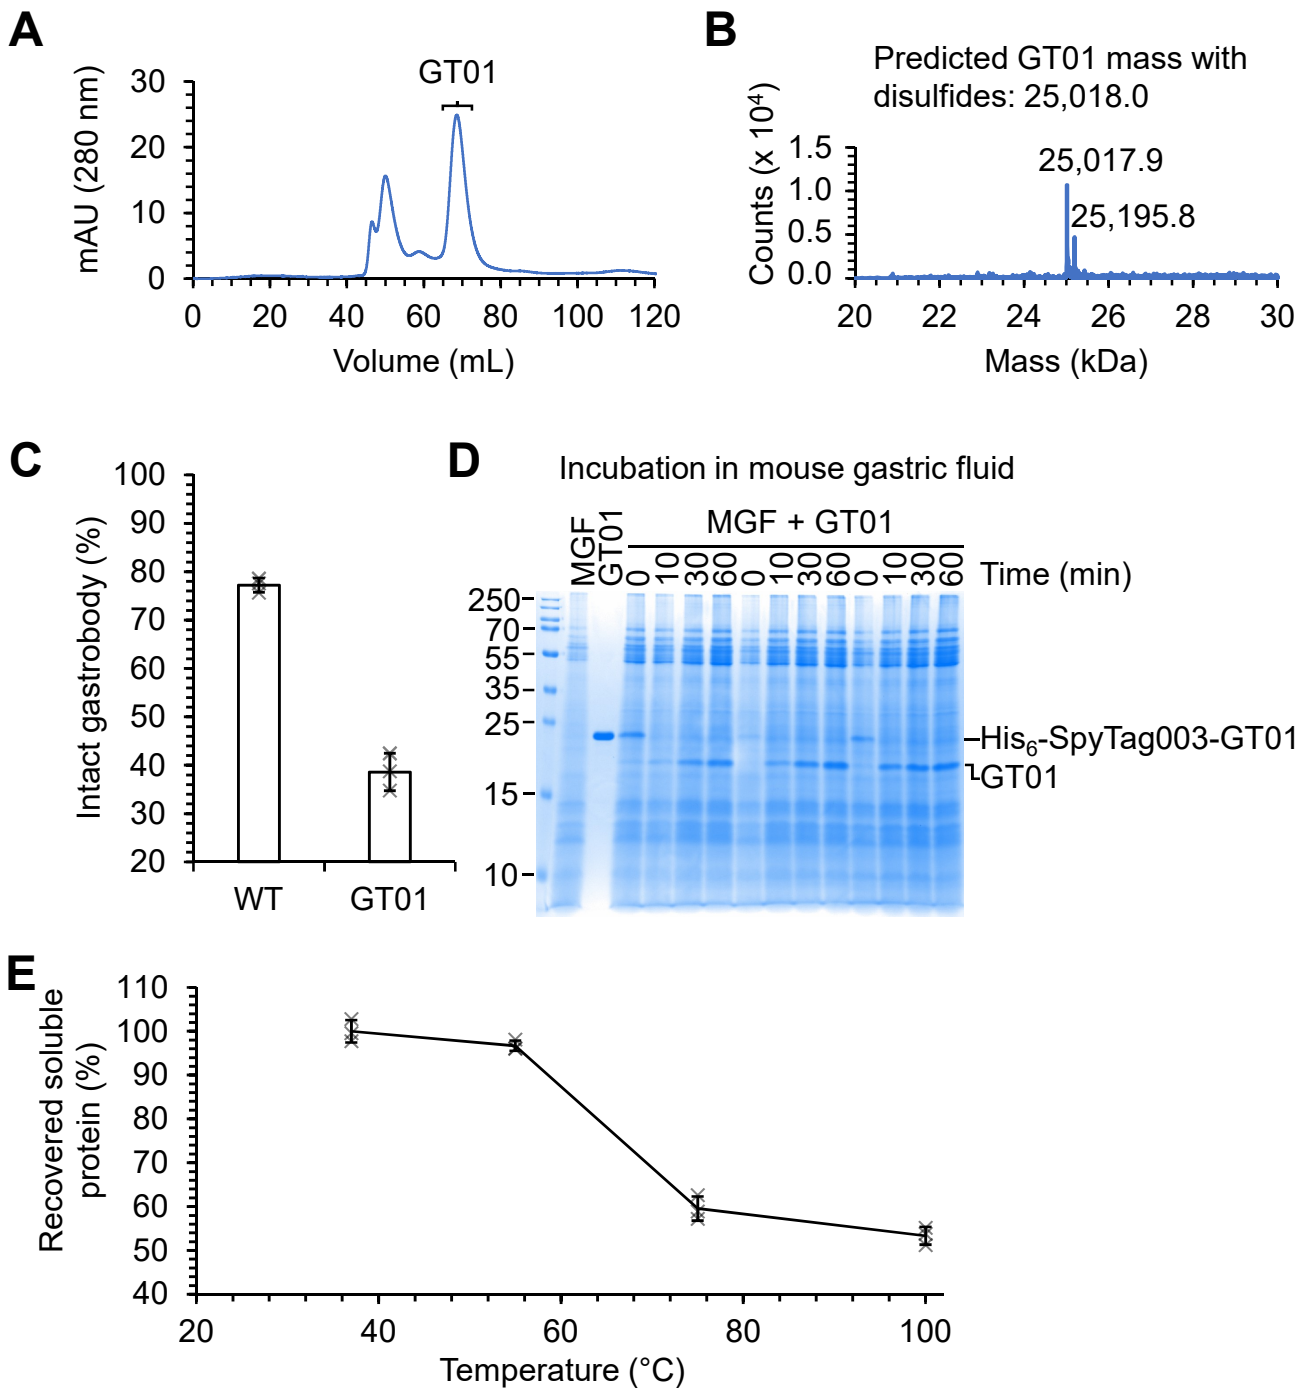 A
GT01
mAU (280 nm)
30
20
10
0
0 20 40 60 80 100 120
Volume (mL)
B
Predicted GT01 mass with
disulfides: 25,018.0
Counts (x 10⁴)
1.5
1.0
0.5
0.0
25,017.9
25,195.8
20 22 24 26 28 30
Mass (kDa)
C
Intact gastrobody (%)
100
90
80
70
60
50
40
30
20
WT GT01
D
Incubation in mouse gastric fluid
MGF + GT01
MGF
GT01
0 10 30 60 0 10 30 60 0 10 30 60 Time (min)
250
70
55
35
25
15
10
His₆-SpyTag003-GT01
GT01
E
Recovered soluble
protein (%)
110
100
90
80
70
60
50
40
20 40 60 80 100
Temperature (°C)